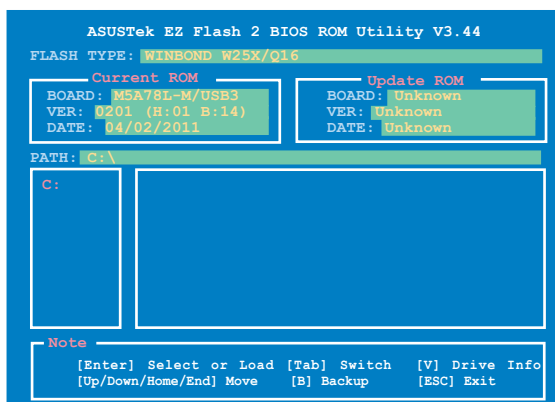 ASUSTek EZ Flash 2 BIOS ROM Utility V3.44
FLASH TYPE: WINBOND W25X/Q16
Current ROM
BOARD: M5A78L-M/USB3
VER: 0201 (H:01 B:14)
DATE: 04/02/2011
Update ROM
BOARD: Unknown
VER: Unknown
DATE: Unknown
PATH: C:\
C:
Note
[Enter] Select or Load [Tab] Switch [V] Drive Info
[Up/Down/Home/End] Move [B] Backup [ESC] Exit